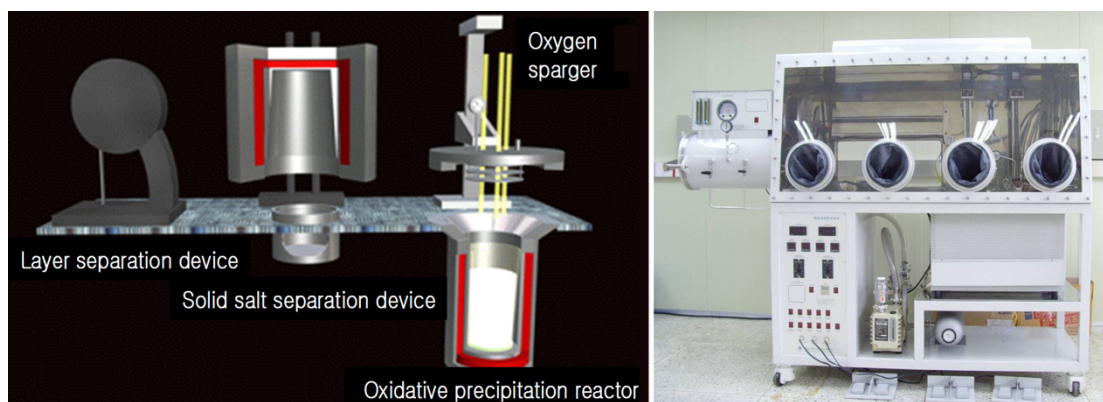 Oxygen
sparger
Layer separation device
Solid salt separation device
Oxidative precipitation reactor